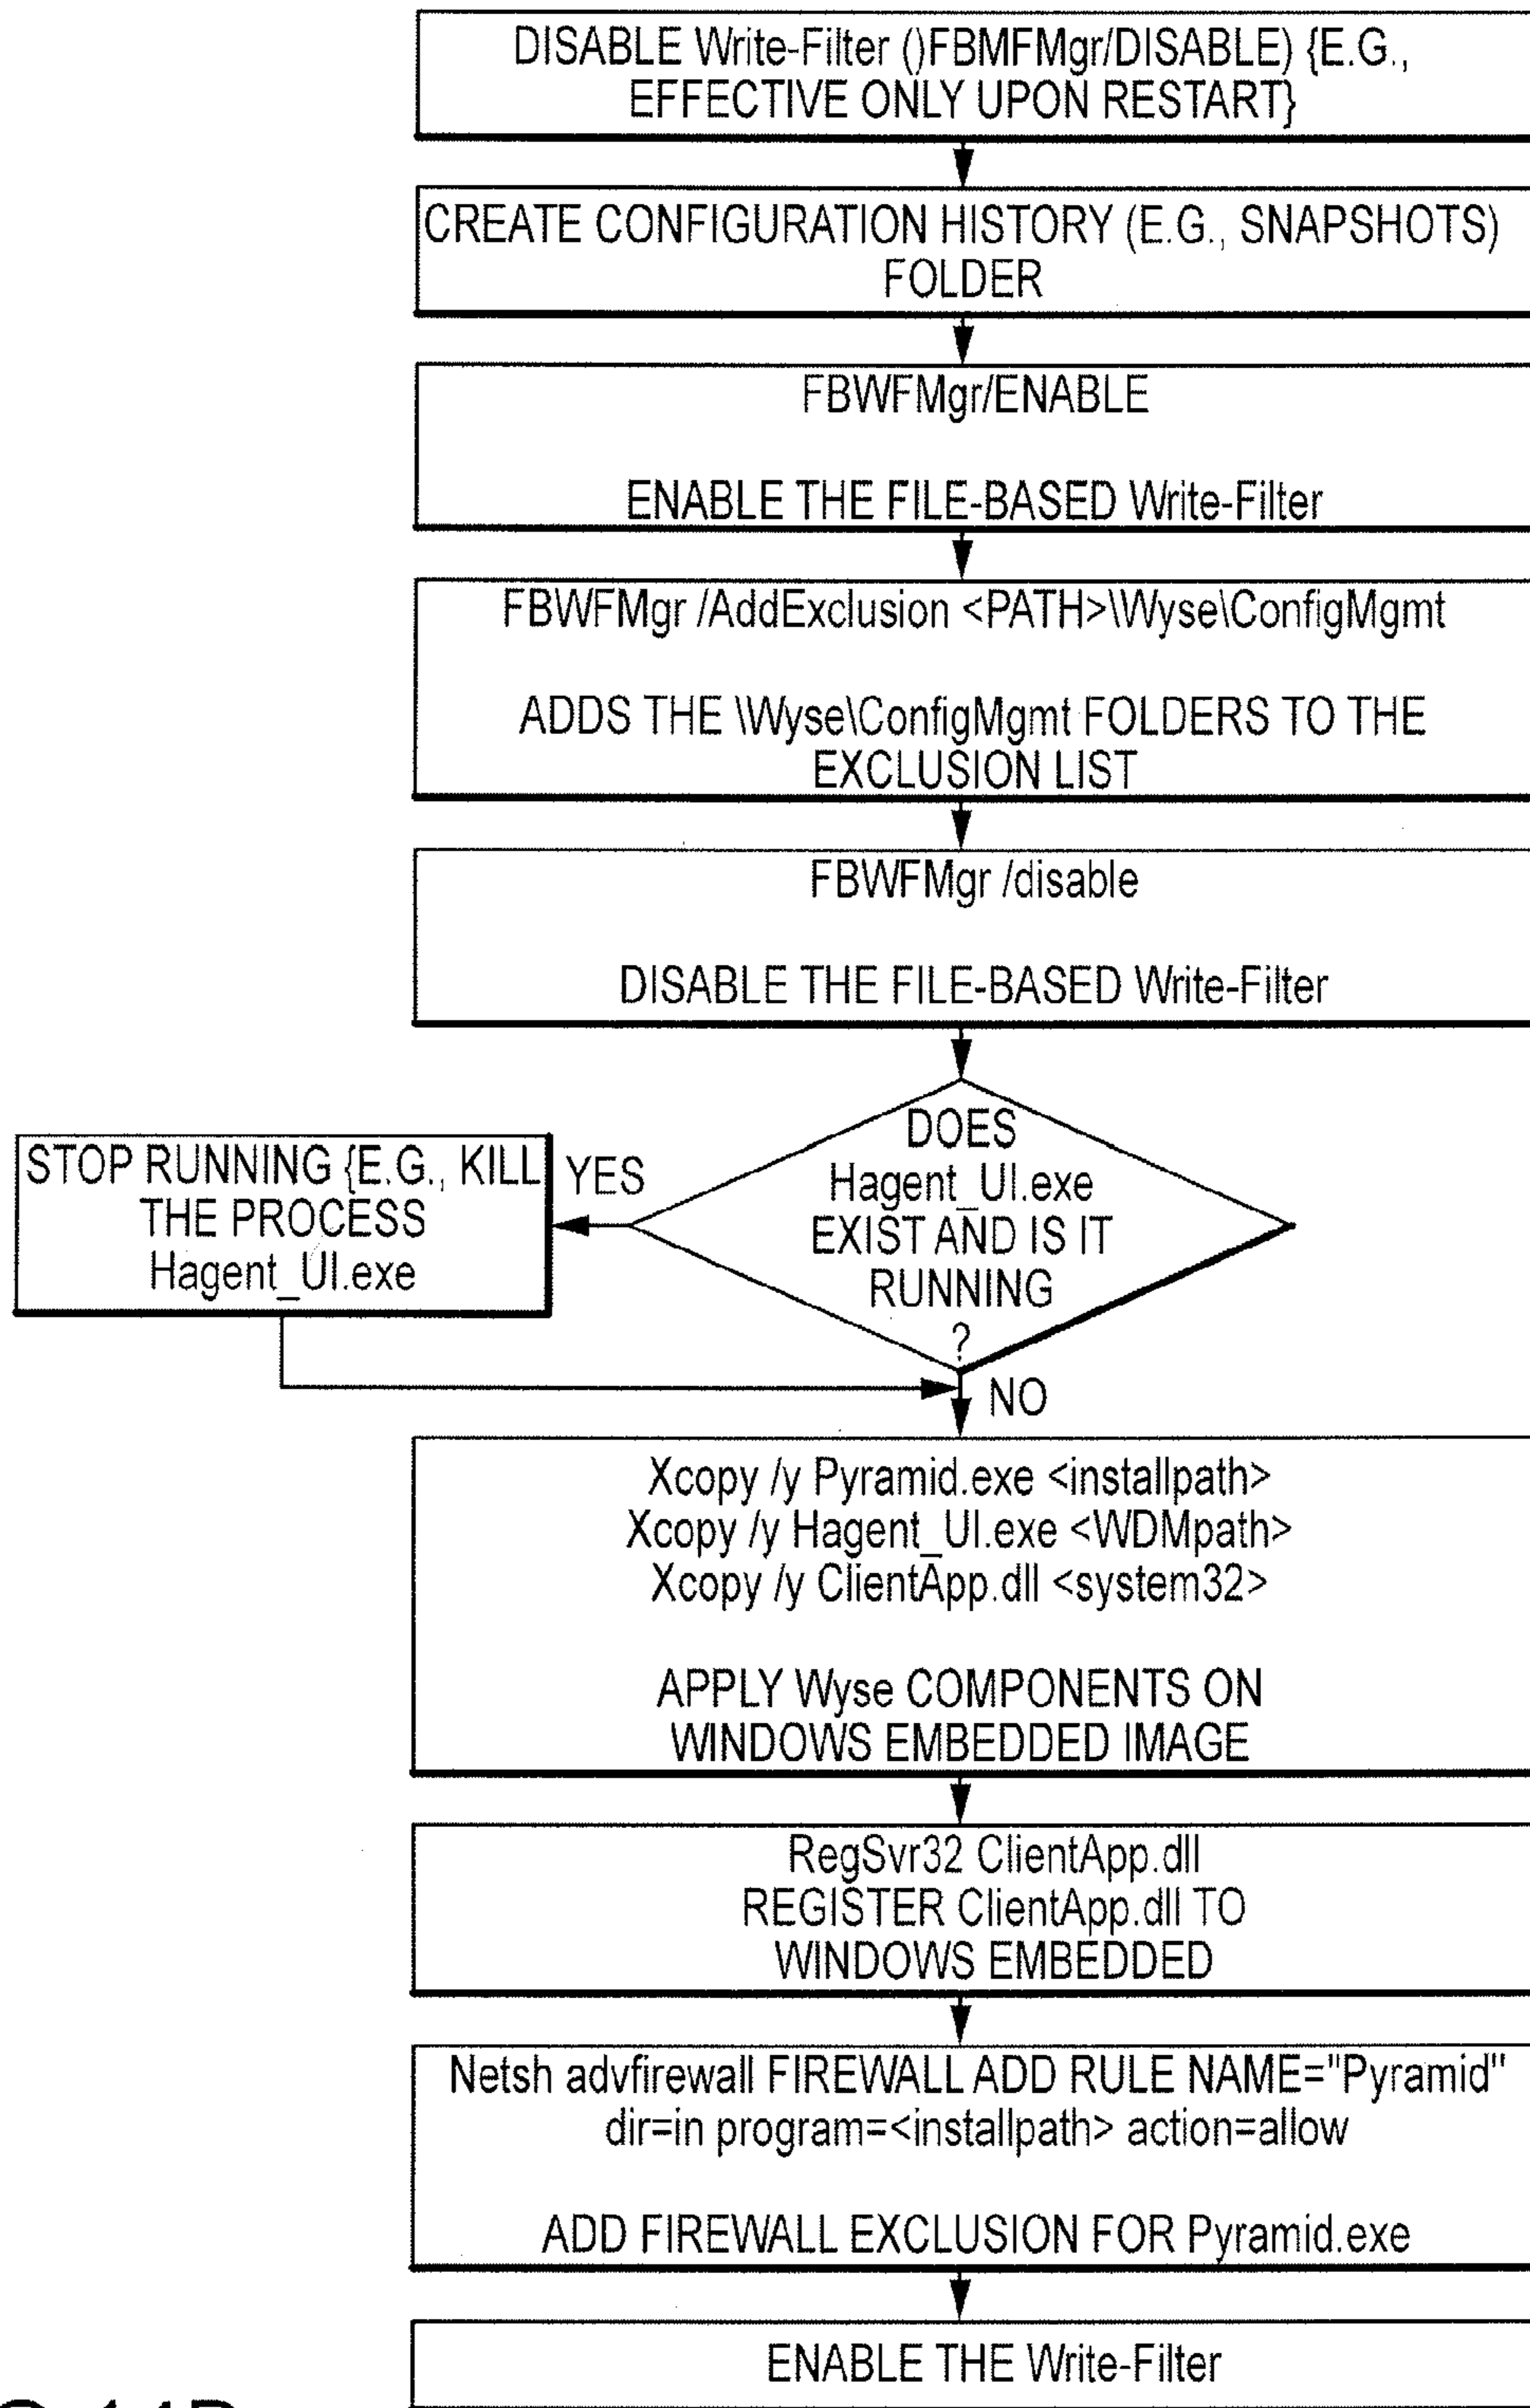 DISABLE Write-Filter ()FBMFMgr/DISABLE) {E.G.,
EFFECTIVE ONLY UPON RESTART}
CREATE CONFIGURATION HISTORY (E.G., SNAPSHOTS)
FOLDER
FBWFMgr/ENABLE
ENABLE THE FILE-BASED Write-Filter
FBWFMgr /AddExclusion <PATH>\Wyse\ConfigMgmt
ADDS THE \Wyse\ConfigMgmt FOLDERS TO THE
EXCLUSION LIST
FBWFMgr /disable
DISABLE THE FILE-BASED Write-Filter
DOES
Hagent_UI.exe
EXIST AND IS IT
RUNNING
?
YES
STOP RUNNING {E.G., KILL
THE PROCESS
Hagent_UI.exe
NO
Xcopy /y Pyramid.exe <installpath>
Xcopy /y Hagent_UI.exe <WDMpath>
Xcopy /y ClientApp.dll <system32>
APPLY Wyse COMPONENTS ON
WINDOWS EMBEDDED IMAGE
RegSvr32 ClientApp.dll
REGISTER ClientApp.dll TO
WINDOWS EMBEDDED
Netsh advfirewall FIREWALL ADD RULE NAME="Pyramid"
dir=in program=<installpath> action=allow
ADD FIREWALL EXCLUSION FOR Pyramid.exe
ENABLE THE Write-Filter